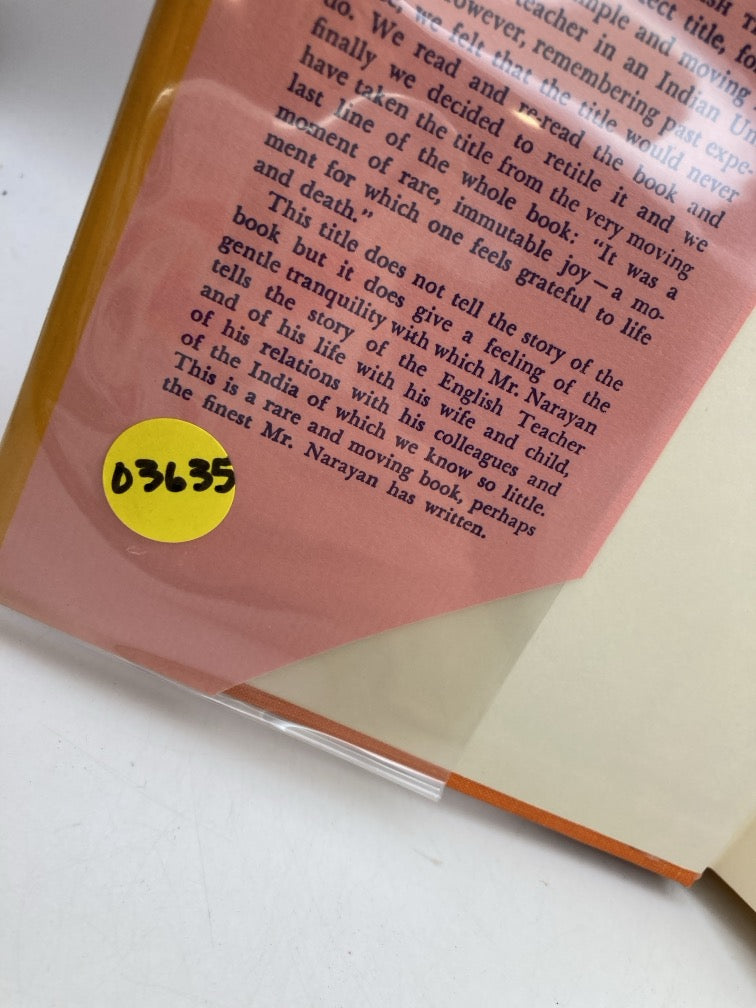 SH
imple and moving
ect title, fo
teacher in an Indian Un
owever, remembering past expe-
we felt that the title would never
do. We read and re-read the book and
finally we decided to retitle it and we
have taken the title from the very moving
last line of the whole book: "It was a
moment of rare, immutable joy — a mo-
ment for which one feels grateful to life
and death."
This title does not tell the story of the
book but it does give a feeling of the
gentle tranquility with which Mr. Narayan
tells the story of the English Teacher
and of his life with his wife and child,
of his relations with his colleagues and
of the India of which we know so little.
This is a rare and moving book, perhaps
the finest Mr. Narayan has written.
03635